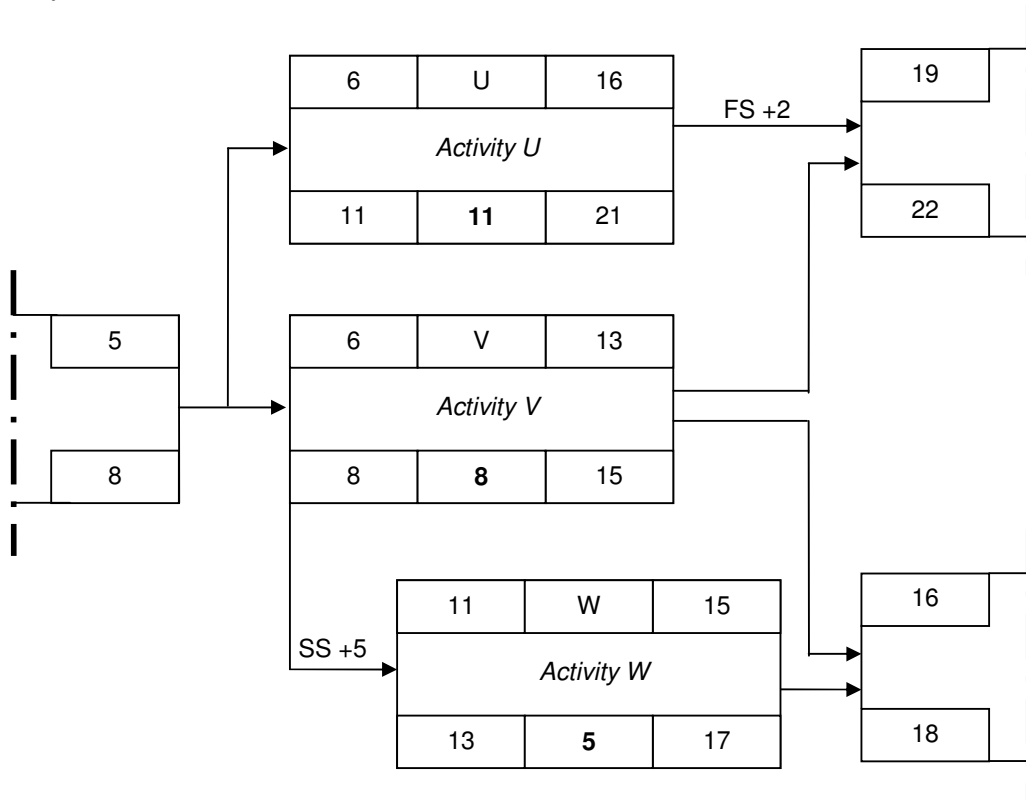 6 U 16
Activity U
11 11 21
FS +2
19
22
5
8
6 V 13
Activity V
8 8 15
SS +5
11 W 15
Activity W
13 5 17
16
18